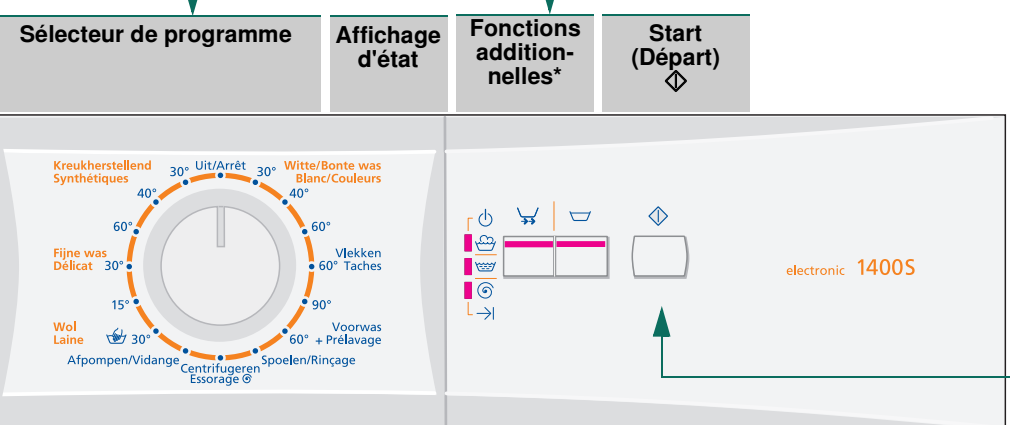 Sélecteur de programme
Affichage
d'état
Fonctions
addition-
nelles*
Start
(Départ)
Kreukherstellend
Synthétiques
30°
Uit/Arrêt
30°
Witte/Bonte was
Blanc/Couleurs
40°
40°
60°
60°
Fijne was
Délicat
30°
60°
Vlekken
Taches
15°
90°
Wol
Laine
30°
60°
Voorwas
+ Prélavage
Afpompen/Vidange
Centrifugeren
Essorage
Spoelen/Rinçage
electronic 1400S